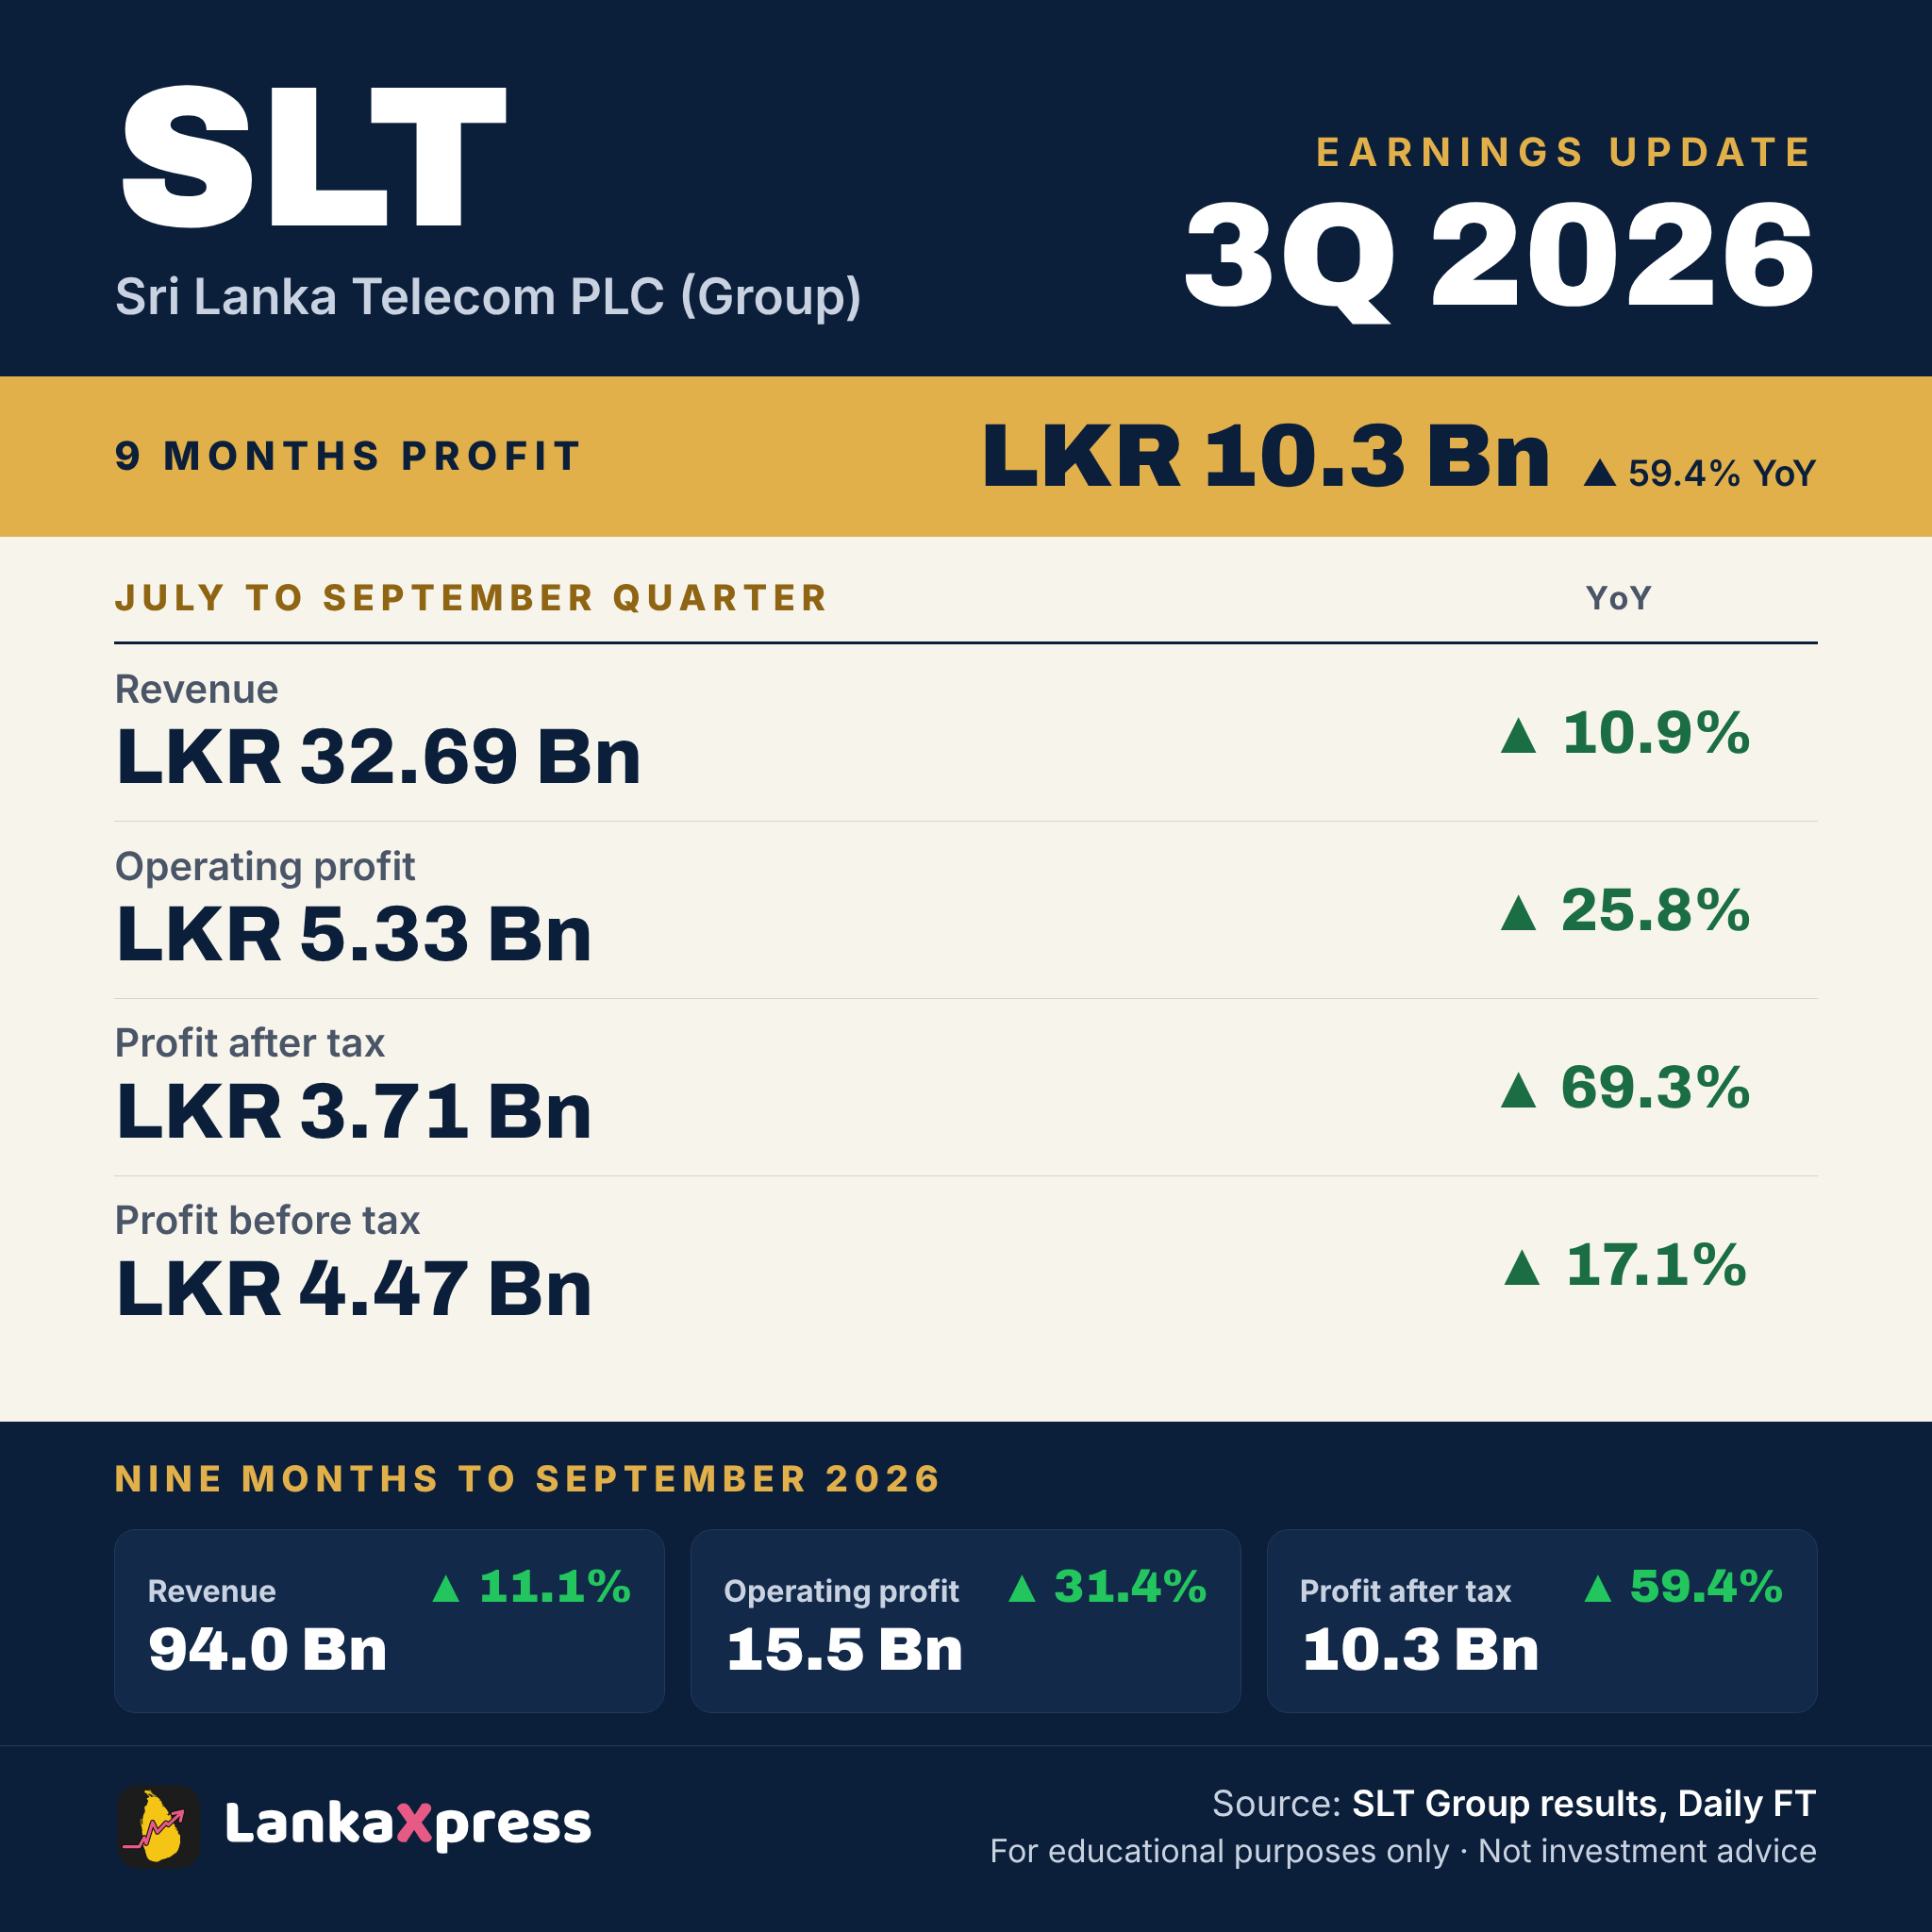 SLT
Sri Lanka Telecom PLC (Group)
EARNINGS UPDATE
3Q 2026
9 MONTHS PROFIT
LKR 10.3 Bn ▲ 59.4% YoY
JULY TO SEPTEMBER QUARTER YoY
Revenue
LKR 32.69 Bn
▲ 10.9%
Operating profit
LKR 5.33 Bn
▲ 25.8%
Profit after tax
LKR 3.71 Bn
▲ 69.3%
Profit before tax
LKR 4.47 Bn
▲ 17.1%
NINE MONTHS TO SEPTEMBER 2026
Revenue ▲ 11.1%
94.0 Bn
Operating profit ▲ 31.4%
15.5 Bn
Profit after tax ▲ 59.4%
10.3 Bn
LankaXpress
Source: SLT Group results, Daily FT
For educational purposes only · Not investment advice